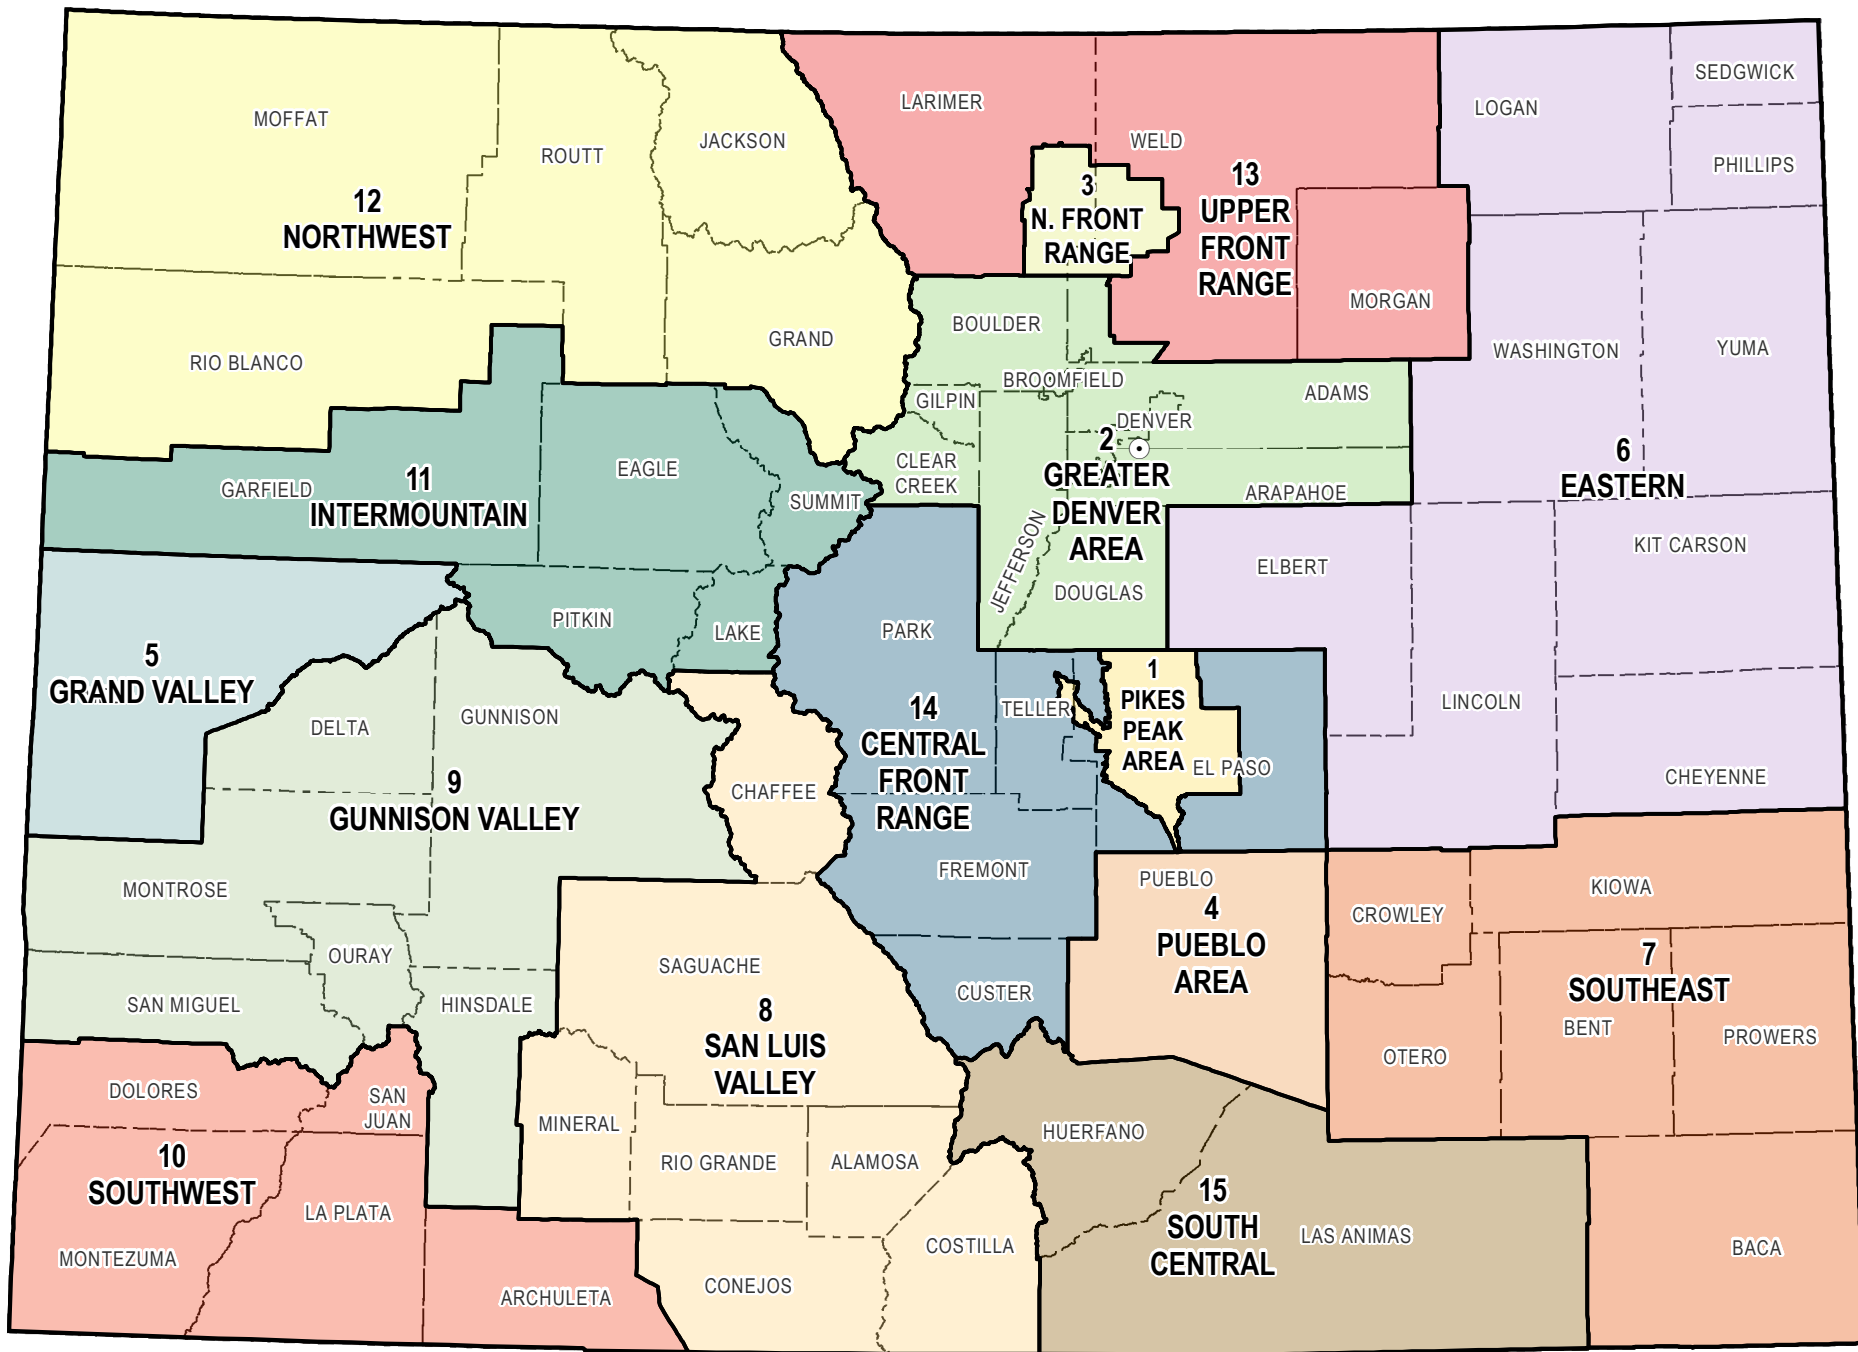 MOFFAT
ROUTT
JACKSON
LARIMER
WELD
LOGAN
SEDGWICK
PHILLIPS
12
NORTHWEST
3
N. FRONT
RANGE
13
UPPER
FRONT
RANGE
MORGAN
RIO BLANCO
GRAND
BOULDER
BROOMFIELD
GILPIN
DENVER
ADAMS
WASHINGTON
YUMA
11
INTERMOUNTAIN
GARFIELD
EAGLE
SUMMIT
CLEAR
CREEK
2
GREATER
DENVER
AREA
ARAPAHOE
JEFFERSON
DOUGLAS
6
EASTERN
ELBERT
KIT CARSON
PITKIN
LAKE
PARK
5
GRAND VALLEY
DELTA
GUNNISON
9
GUNNISON VALLEY
CHAFFEE
14
CENTRAL
FRONT
RANGE
TELLER
1
PIKES
PEAK
AREA
EL PASO
LINCOLN
CHEYENNE
MONTROSE
OURAY
SAN MIGUEL
HINSDALE
SAGUACHE
FREMONT
CUSTER
PUEBLO
4
PUEBLO
AREA
CROWLEY
KIOWA
7
SOUTHEAST
BENT
PROWERS
OTERO
8
SAN LUIS
VALLEY
DOLORES
SAN
JUAN
10
SOUTHWEST
LA PLATA
MONTEZUMA
ARCHULETA
MINERAL
RIO GRANDE
ALAMOSA
CONEJOS
COSTILLA
HUERFANO
15
SOUTH
CENTRAL
LAS ANIMAS
BACA